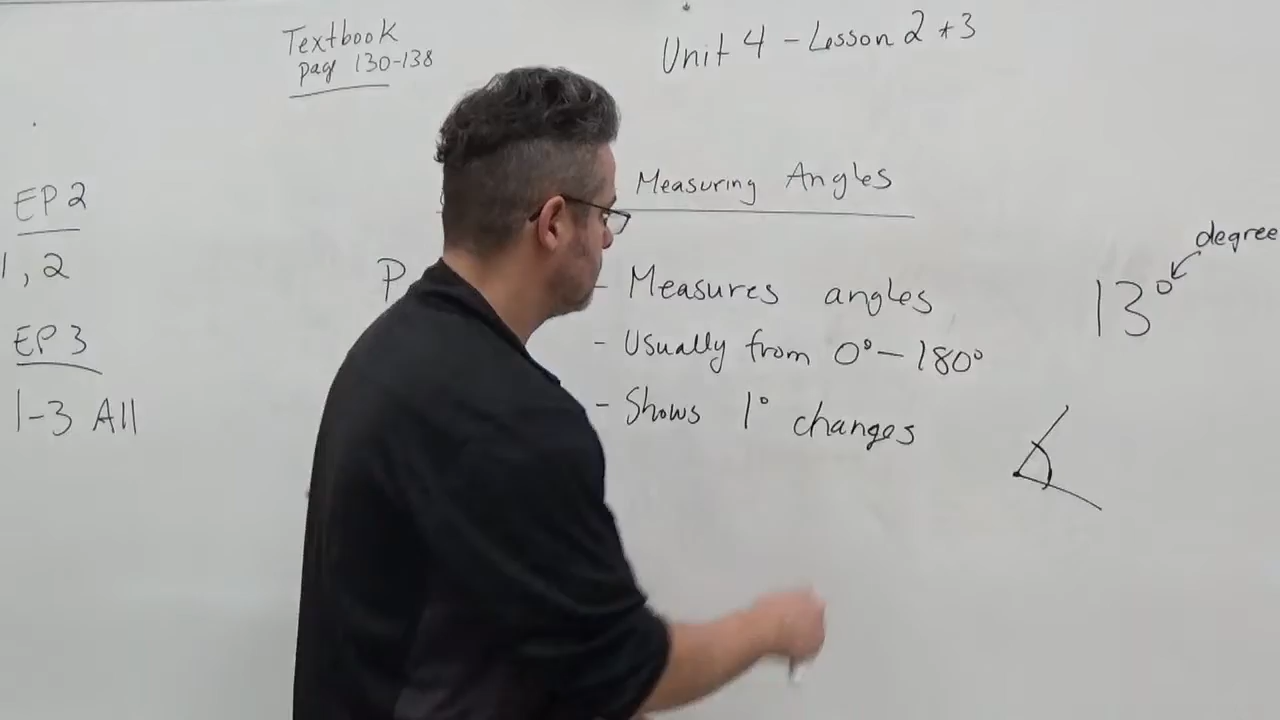 Textbook
page 130-138
Unit 4 - Lesson 2 + 3
Measuring Angles
EP 2
1, 2
EP 3
1-3 All
P
- Measures angles
- Usually from 0° - 180°
- Shows 1° changes
degree
13°